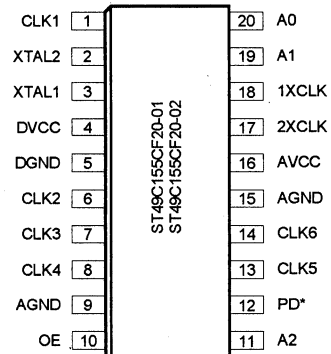 CLK1 1 20 A0
XTAL2 2 19 A1
XTAL1 3 18 1XCLK
DVCC 4 17 2XCLK
DGND 5 16 AVCC
CLK2 6 15 AGND
CLK3 7 14 CLK6
CLK4 8 13 CLK5
AGND 9 12 PD*
OE 10 11 A2
ST49C155CF20-01
ST49C155CF20-02